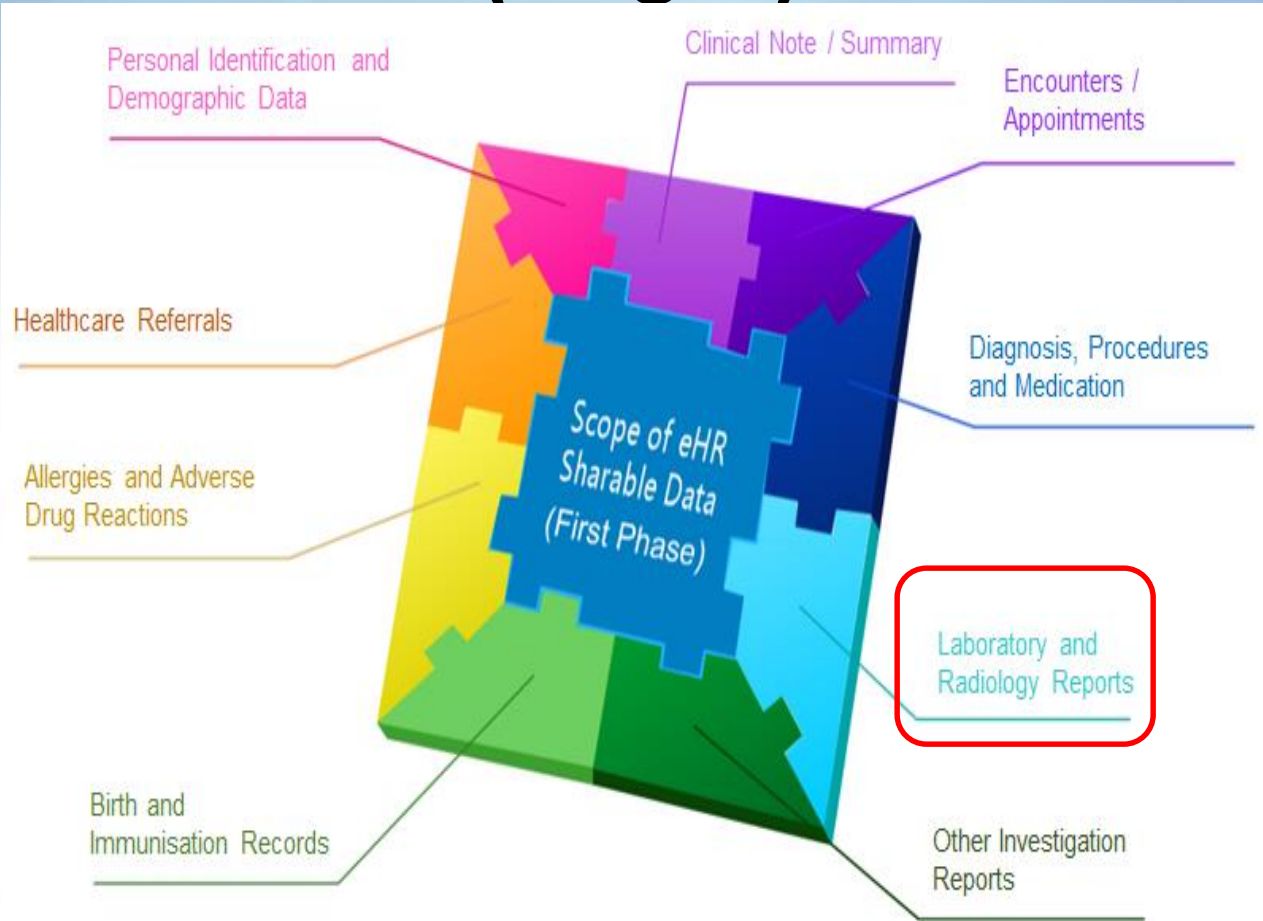 Personal Identification and
Demographic Data
Clinical Note / Summary
Encounters /
Appointments
Healthcare Referrals
Diagnosis, Procedures
and Medication
Scope of eHR
Sharable Data
(First Phase)
Allergies and Adverse
Drug Reactions
Laboratory and
Radiology Reports
Birth and
Immunisation Records
Other Investigation
Reports